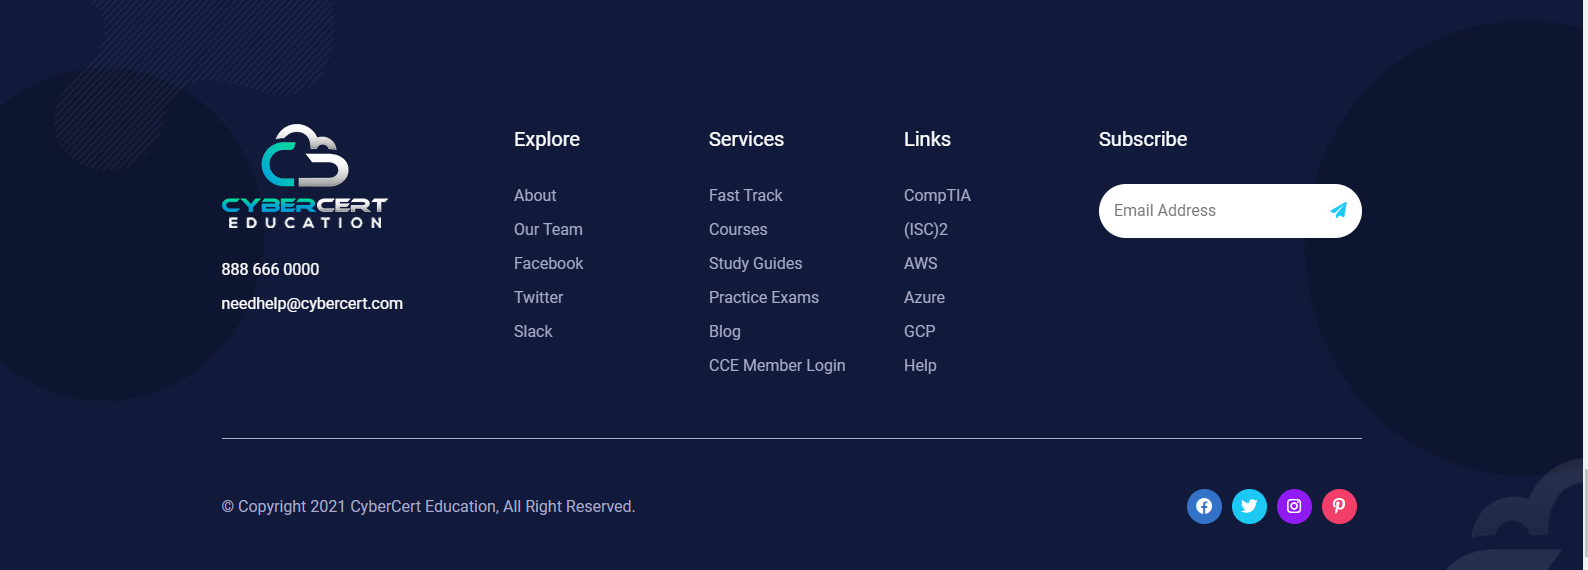 CYBERCERT
EDUCATION
888 666 0000
needhelp@cybercert.com
Explore
About
Our Team
Facebook
Twitter
Slack
Services
Fast Track
Courses
Study Guides
Practice Exams
Blog
CCE Member Login
Links
CompTIA
(ISC)2
AWS
Azure
GCP
Help
Subscribe
Email Address
© Copyright 2021 CyberCert Education, All Right Reserved.